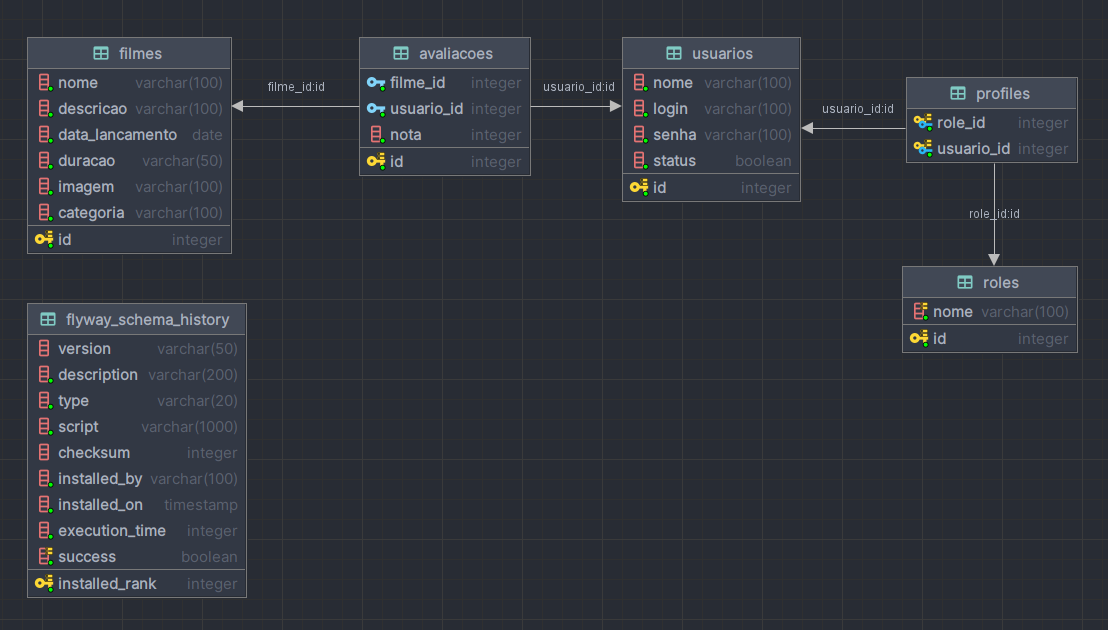 filmes
nome varchar(100)
descricao varchar(100)
data_lancamento date
duracao varchar(50)
imagem varchar(100)
categoria varchar(100)
id integer
filme_id:id
avaliacoes
filme_id integer
usuario_id integer
nota integer
id integer
usuario_id:id
usuarios
nome varchar(100)
login varchar(100)
senha varchar(100)
status boolean
id integer
usuario_id:id
profiles
role_id integer
usuario_id integer
role_id:id
roles
nome varchar(100)
id integer
flyway_schema_history
version varchar(50)
description varchar(200)
type varchar(20)
script varchar(1000)
checksum integer
installed_by varchar(100)
installed_on timestamp
execution_time integer
success boolean
installed_rank integer